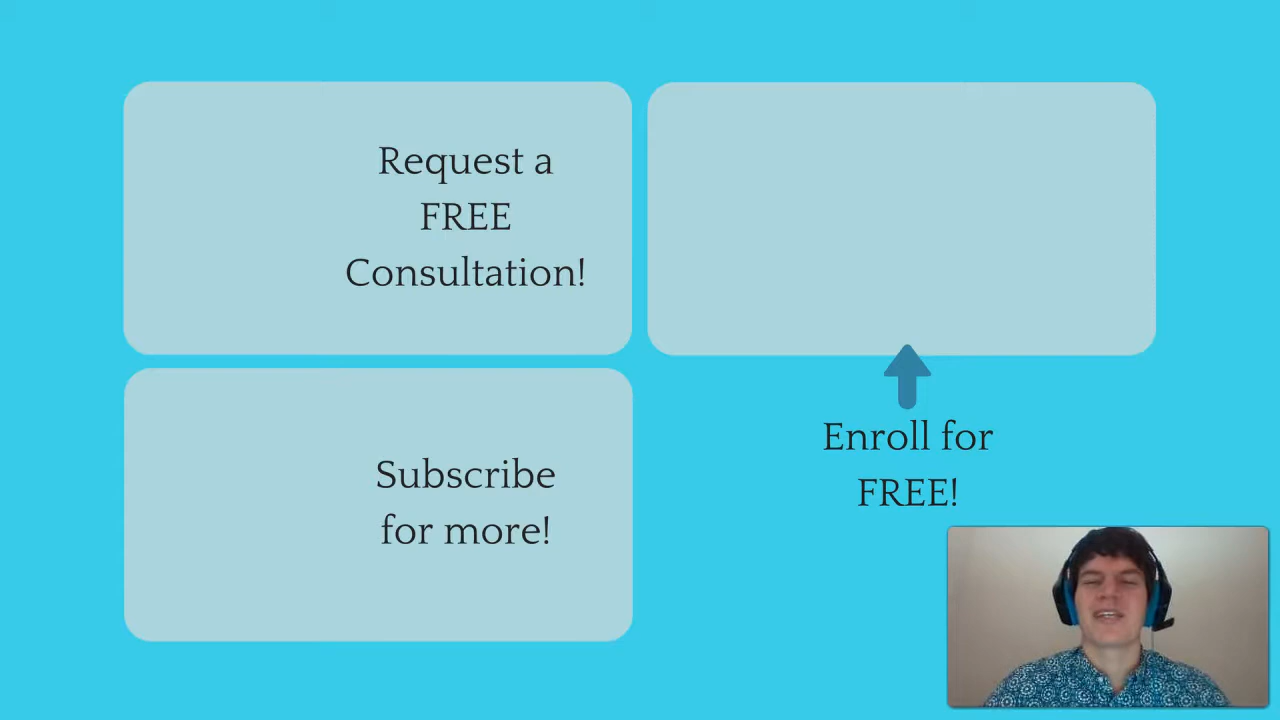 Request a
FREE
Consultation!
Subscribe
for more!
Enroll for
FREE!